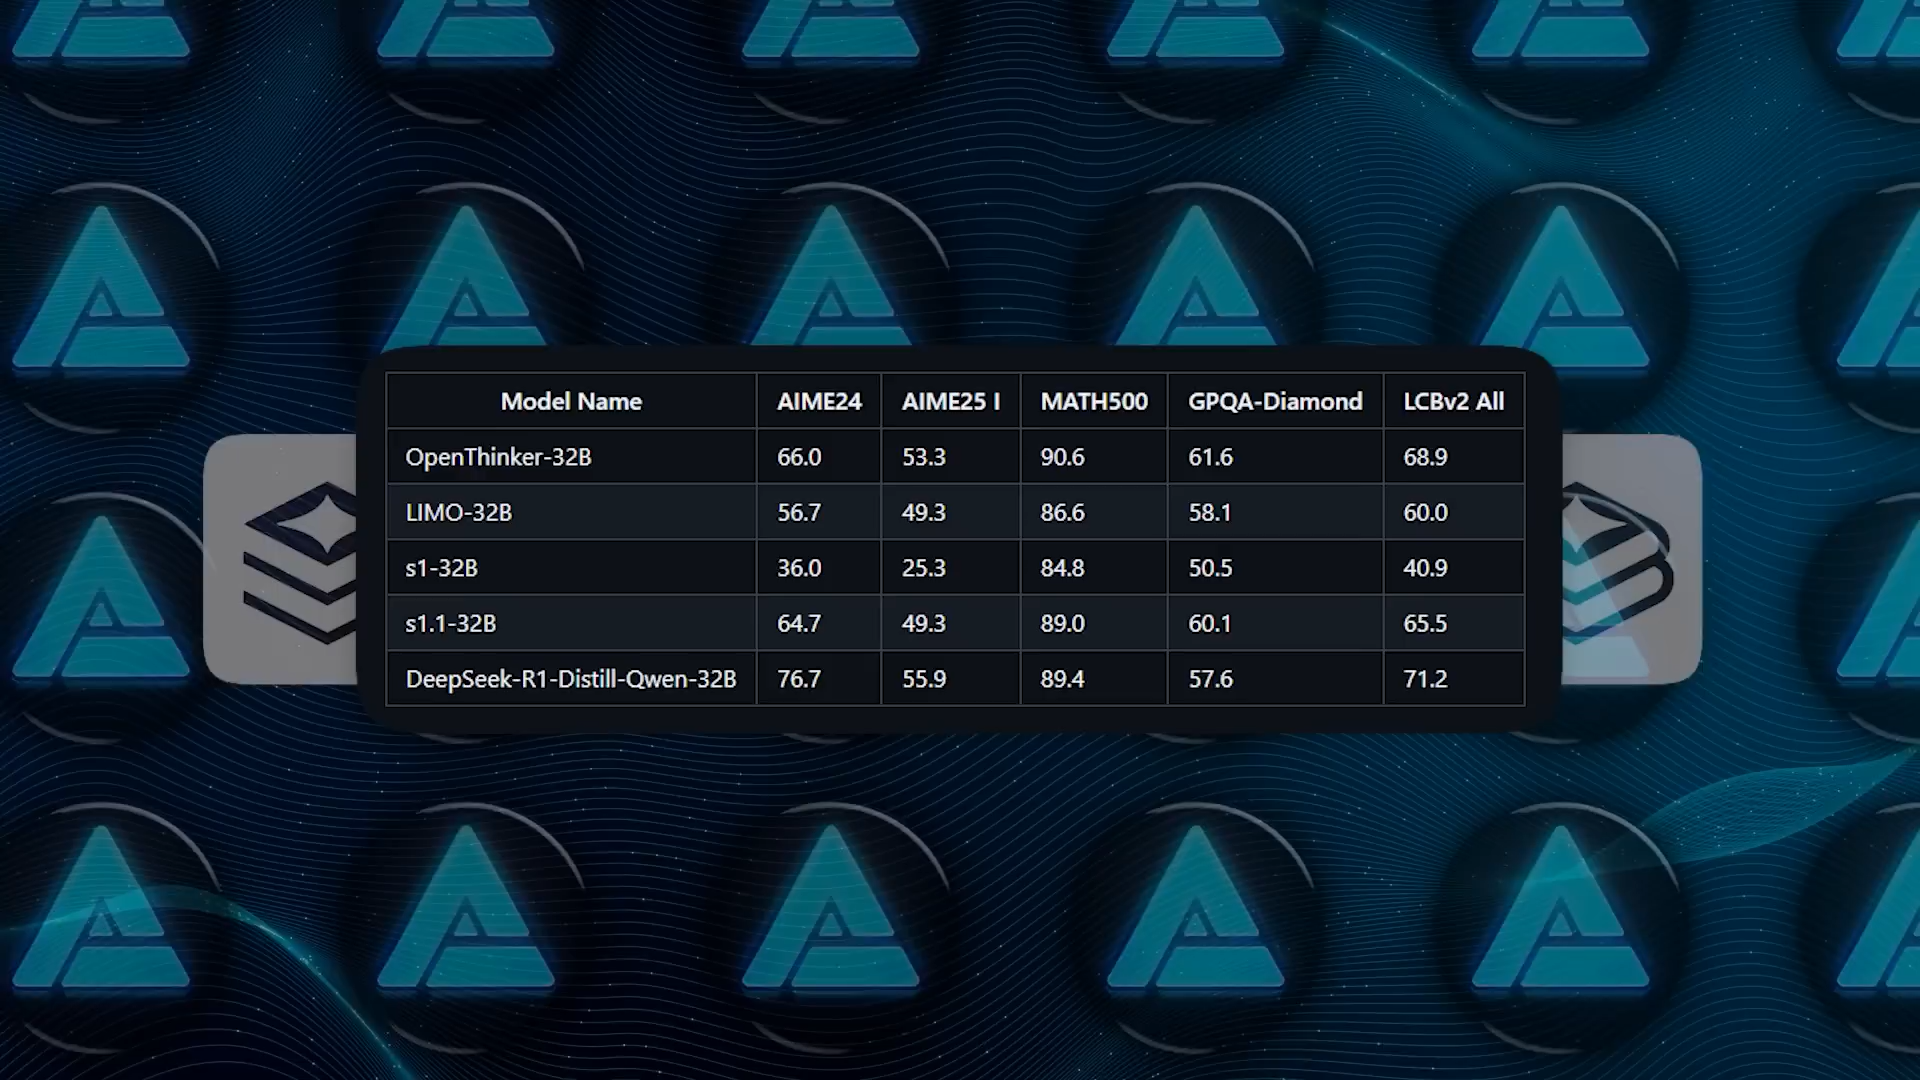 Model Name AIME24 AIME25 I MATH500 GPQA-Diamond LCBv2 All
OpenThinker-32B 66.0 53.3 90.6 61.6 68.9
LIMO-32B 56.7 49.3 86.6 58.1 60.0
s1-32B 36.0 25.3 84.8 50.5 40.9
s1.1-32B 64.7 49.3 89.0 60.1 65.5
DeepSeek-R1-Distill-Qwen-32B 76.7 55.9 89.4 57.6 71.2